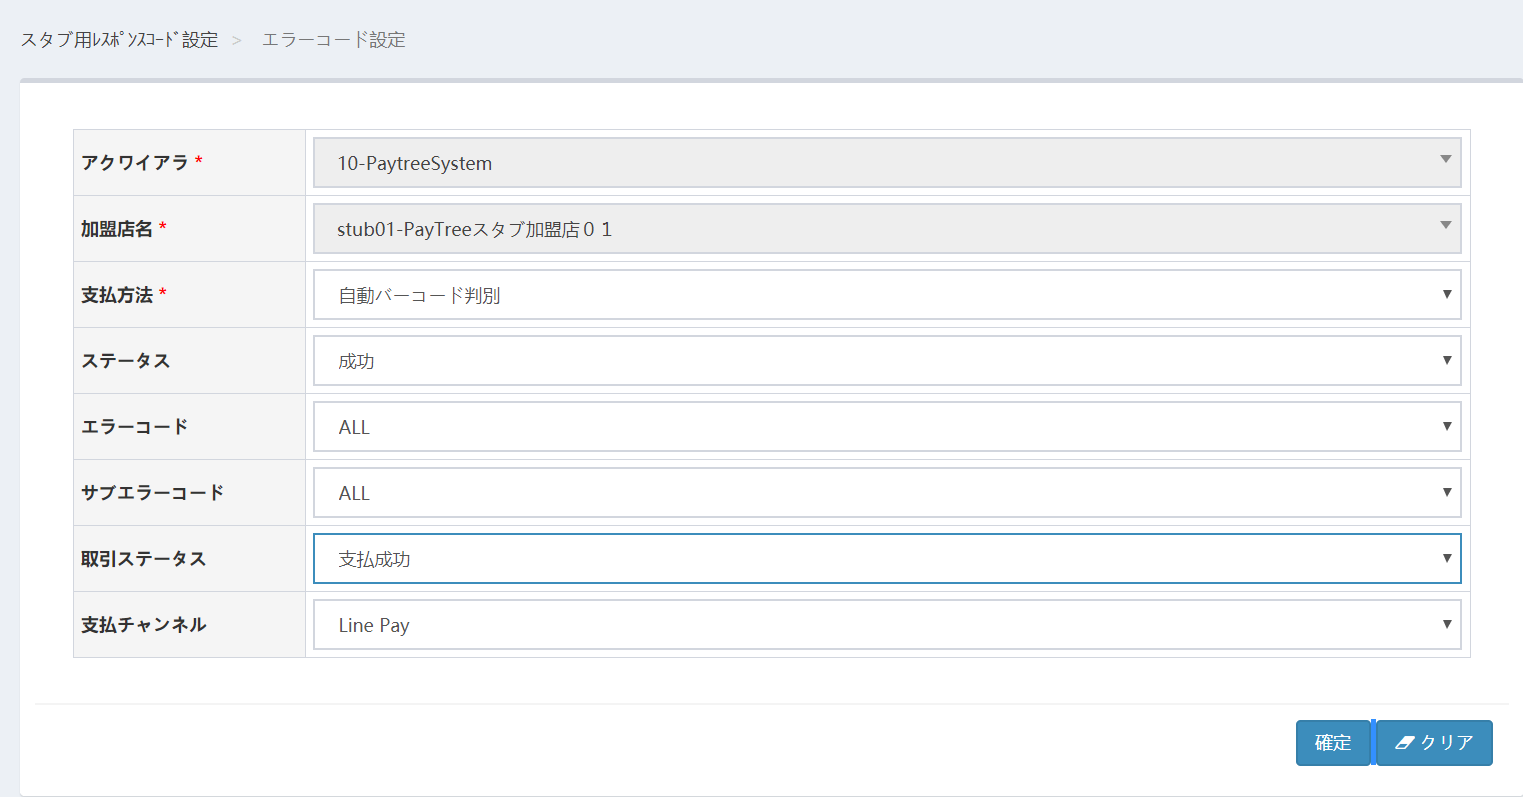 スタブ用ﾚｽﾎﾟﾝｽｺｰﾄﾞ設定 > エラーコード設定
アクワイアラ * 10-PaytreeSystem
加盟店名 * stub01-PayTreeスタブ加盟店０１
支払方法 * 自動バーコード判別
ステータス 成功
エラーコード ALL
サブエラーコード ALL
取引ステータス 支払成功
支払チャンネル Line Pay
確定 クリア